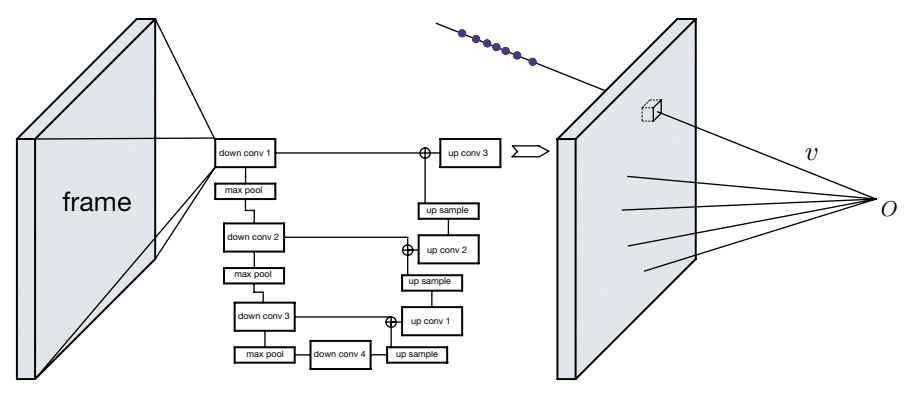 frame
down conv 1
max pool
down conv 2
max pool
down conv 3
max pool
down conv 4
up sample
up conv 1
up sample
up conv 2
up sample
up conv 3
v
O